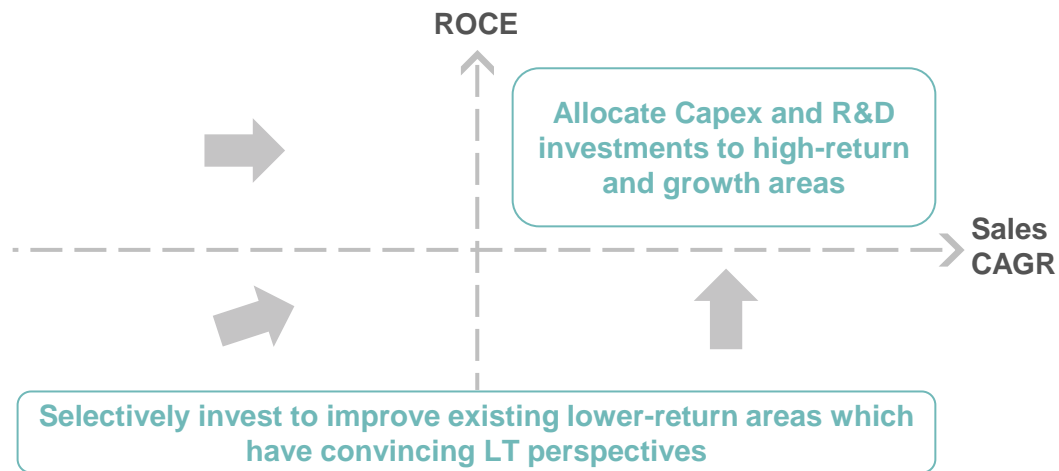 ROCE
Allocate Capex and R&D
investments to high-return
and growth areas
Sales
CAGR
Selectively invest to improve existing lower-return areas which
have convincing LT perspectives